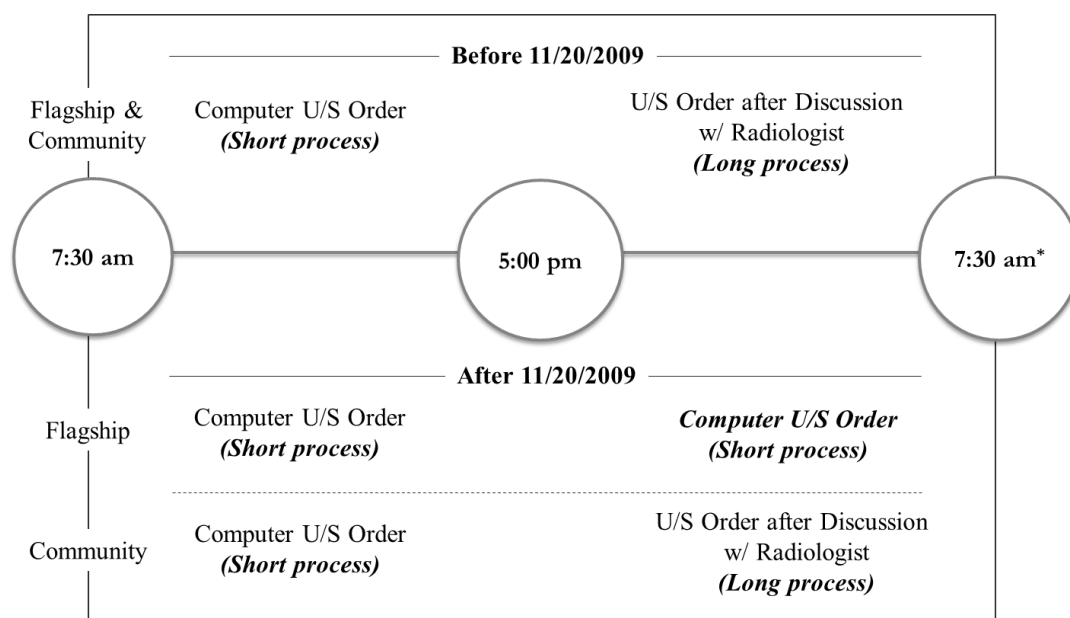 Before 11/20/2009
Flagship &
Community
Computer U/S Order
(Short process)
U/S Order after Discussion
w/ Radiologist
(Long process)
7:30 am
5:00 pm
7:30 am*
After 11/20/2009
Flagship
Computer U/S Order
(Short process)
Computer U/S Order
(Short process)
Community
Computer U/S Order
(Short process)
U/S Order after Discussion
w/ Radiologist
(Long process)